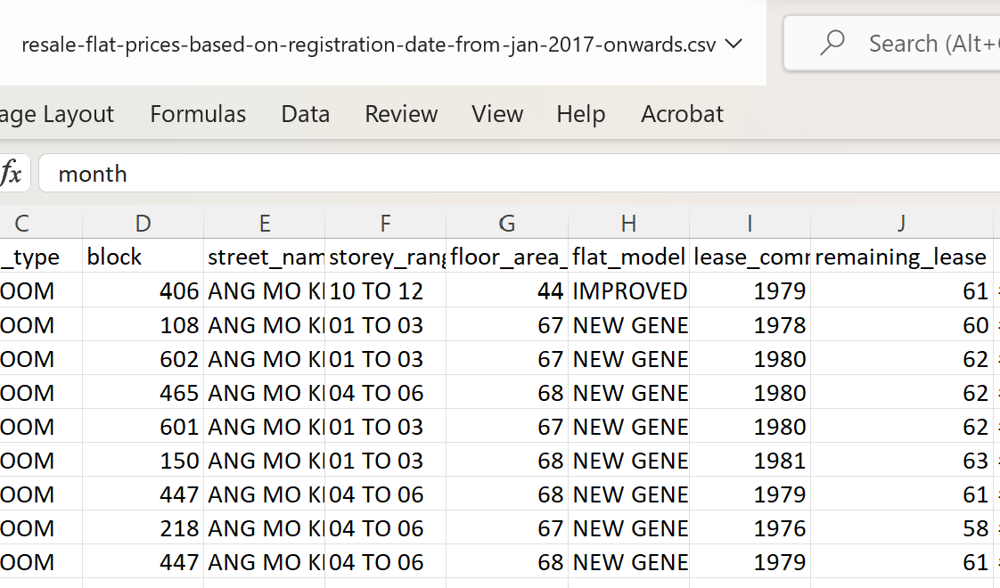 resale-flat-prices-based-on-registration-date-from-jan-2017-onwards.csv
Search (Alt+
age Layout Formulas Data Review View Help Acrobat
fx month
C D E F G H I J
_type block street_nam storey_rang floor_area_ flat_model lease_comm remaining_lease
OOM 406 ANG MO KI 10 TO 12 44 IMPROVED 1979 61
OOM 108 ANG MO KI 01 TO 03 67 NEW GENE 1978 60
OOM 602 ANG MO KI 01 TO 03 67 NEW GENE 1980 62
OOM 465 ANG MO KI 04 TO 06 68 NEW GENE 1980 62
OOM 601 ANG MO KI 01 TO 03 67 NEW GENE 1980 62
OOM 150 ANG MO KI 01 TO 03 68 NEW GENE 1981 63
OOM 447 ANG MO KI 04 TO 06 68 NEW GENE 1979 61
OOM 218 ANG MO KI 04 TO 06 67 NEW GENE 1976 58
OOM 447 ANG MO KI 04 TO 06 68 NEW GENE 1979 61